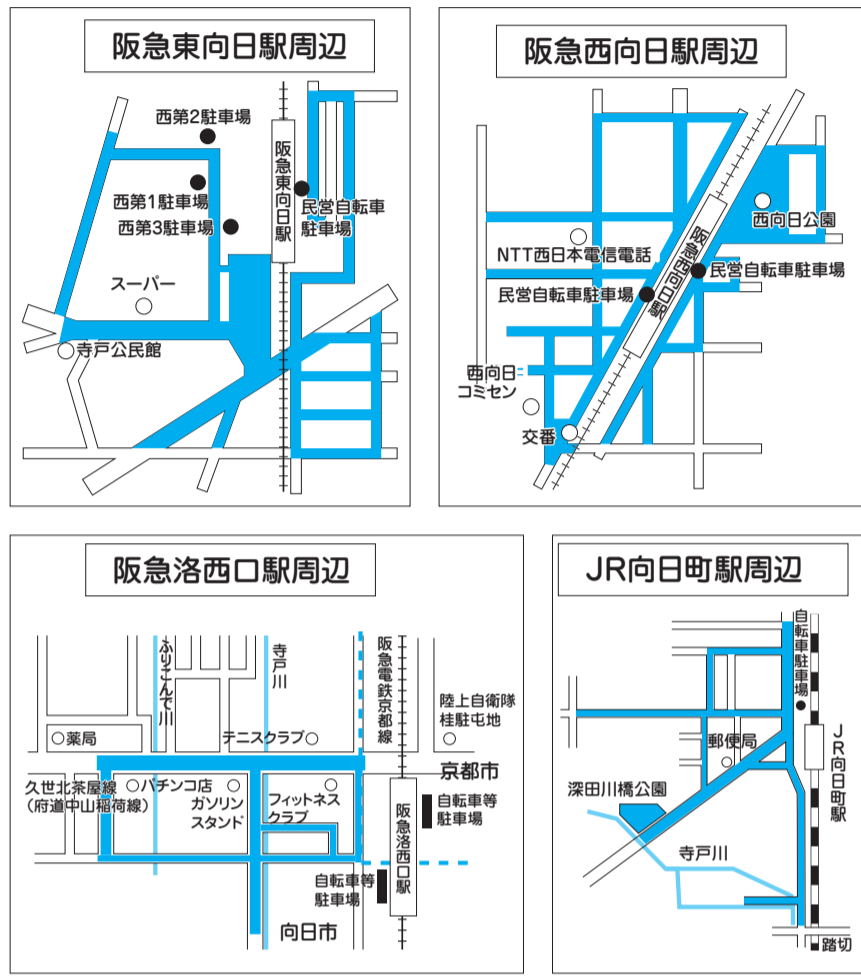 阪急東向日駅周辺
西第2駐車場
阪急東向日駅
西第1駐車場
民営自転車
駐車場
西第3駐車場
スーパー
寺戸公民館
阪急西向日駅周辺
西向日公園
阪急西向日駅
NTT西日本電信電話
民営自転車駐車場
民営自転車駐車場
西向日
コミセン
交番
阪急洛西口駅周辺
ふりこんで川
寺戸川
阪急電鉄京都線
陸上自衛隊
桂駐屯地
薬局
テニスクラブ
京都市
久世北茶屋線
(府道中山稲荷線)
パチンコ店
ガソリン
スタンド
フィットネス
クラブ
阪急洛西口駅
自転車等
駐車場
自転車等
駐車場
向日市
JR向日町駅周辺
自転車駐車場
郵便局
JR向日町駅
深田川橋公園
寺戸川
踏切